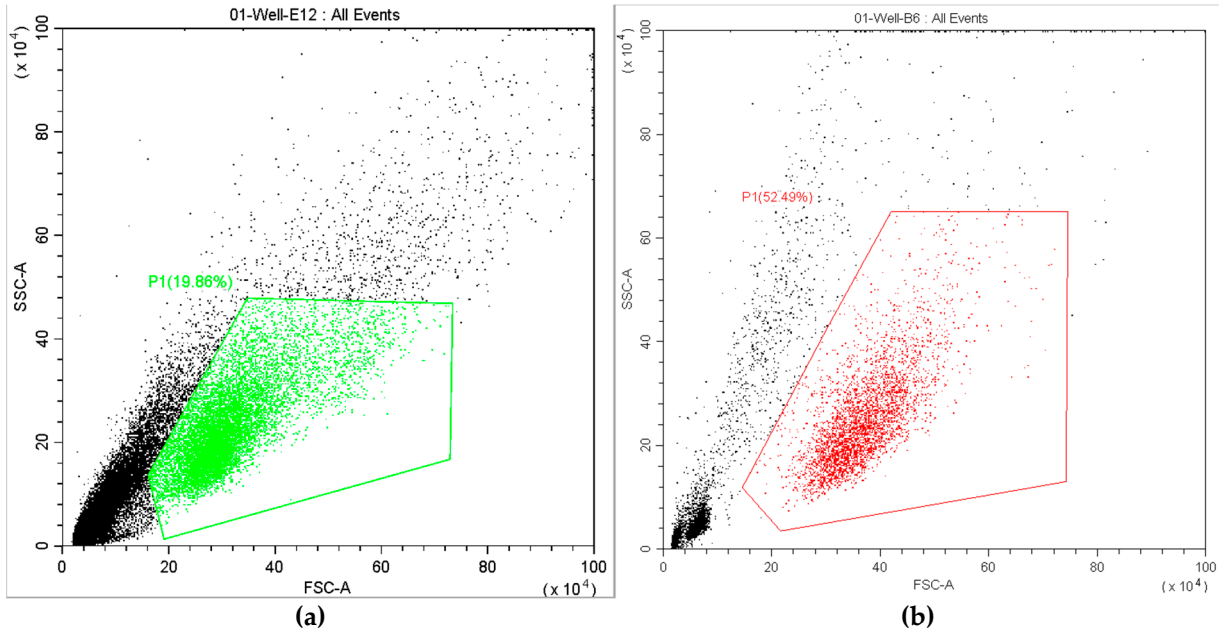 01-Well-E12 : All Events
(x 10⁴)
100
80
60
40
20
0
SSC-A
P1(19.86%)
0 20 40 60 80 100
FSC-A
(x 10⁴)
(a)
01-Well-B6 : All Events
(x 10⁴)
100
80
60
40
20
0
SSC-A
P1(52.49%)
0 20 40 60 80 100
FSC-A
(x 10⁴)
(b)